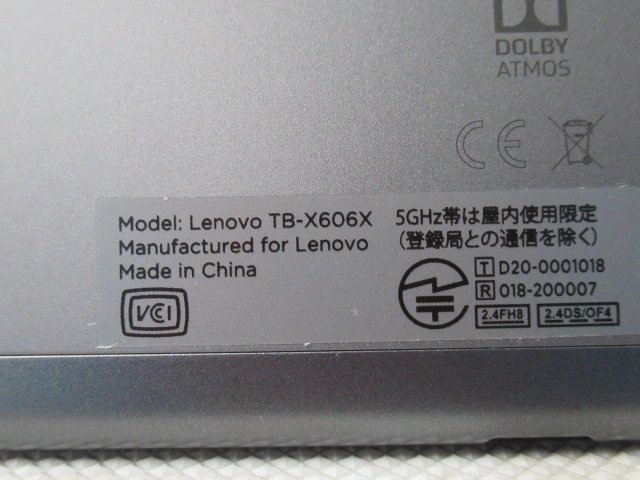 DOLBY
ATMOS
CE
Model: Lenovo TB-X606X
Manufactured for Lenovo
Made in China
VCCI
5GHz帯は屋内使用限定
(登録局との通信を除く)
T D20-0001018
R 018-200007
2.4FH8 2.4DS/OF4